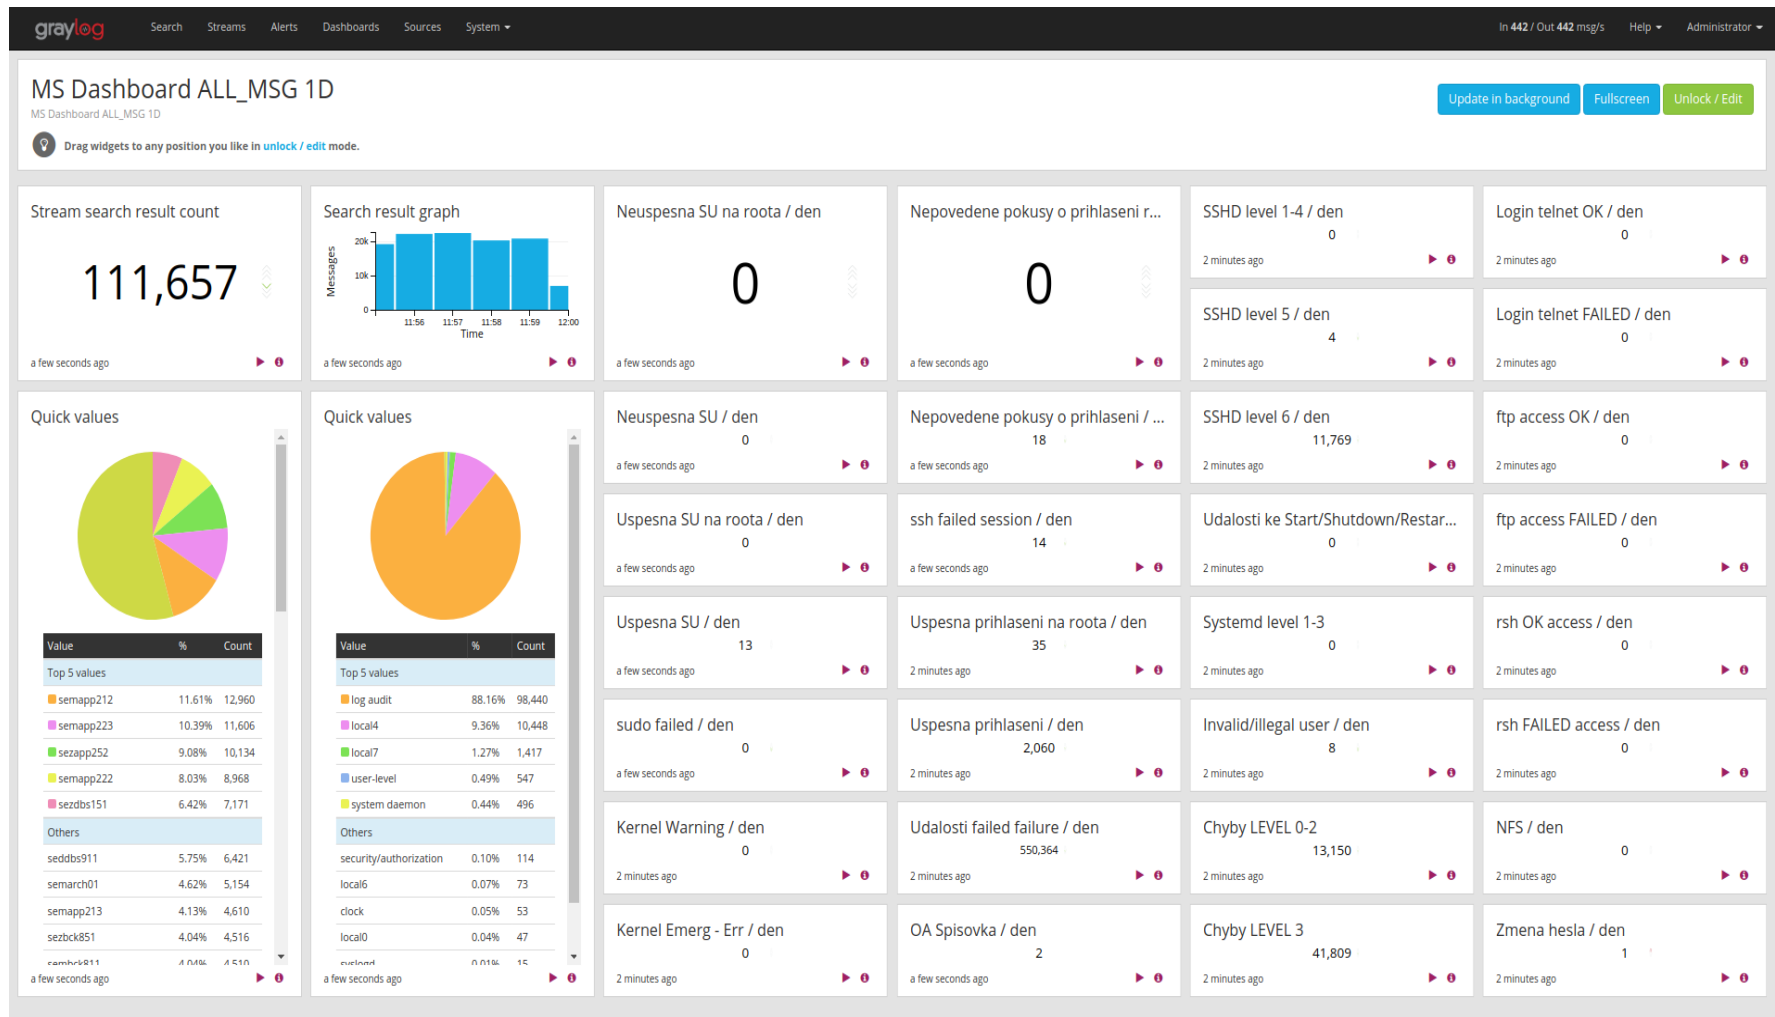 graylog Search Streams Alerts Dashboards Sources System In 442 / Out 442 msg/s Help Administrator
MS Dashboard ALL_MSG 1D
MS Dashboard ALL_MSG 1D
Update in background Fullscreen Unlock / Edit
Drag widgets to any position you like in unlock / edit mode.
Stream search result count
111,657
a few seconds ago
Search result graph
Messages
20k
10k
0
11:56 11:57 11:58 11:59 12:00
Time
a few seconds ago
Neuspesna SU na roota / den
0
a few seconds ago
Nepovedene pokusy o prihlaseni r...
0
a few seconds ago
SSHD level 1-4 / den
0
2 minutes ago
Login telnet OK / den
0
2 minutes ago
SSHD level 5 / den
4
2 minutes ago
Login telnet FAILED / den
0
2 minutes ago
Quick values
Value % Count
Top 5 values
semapp212 11.61% 12,960
semapp223 10.39% 11,606
sezapp252 9.08% 10,134
semapp222 8.03% 8,968
sezdbs151 6.42% 7,171
Others
seddbs911 5.75% 6,421
semarch01 4.62% 5,154
semapp213 4.13% 4,610
sezbck851 4.04% 4,516
sembck811 4.04% 4,510
a few seconds ago
Quick values
Value % Count
Top 5 values
log audit 88.16% 98,440
local4 9.36% 10,448
local7 1.27% 1,417
user-level 0.49% 547
system daemon 0.44% 496
Others
security/authorization 0.10% 114
local6 0.07% 73
clock 0.05% 53
local0 0.04% 47
syslogd 0.01% 15
a few seconds ago
Neuspesna SU / den
0
a few seconds ago
Nepovedene pokusy o prihlaseni / ...
18
a few seconds ago
SSHD level 6 / den
11,769
2 minutes ago
ftp access OK / den
0
2 minutes ago
Uspesna SU na roota / den
0
a few seconds ago
ssh failed session / den
14
a few seconds ago
Udalosti ke Start/Shutdown/Restar...
0
2 minutes ago
ftp access FAILED / den
0
2 minutes ago
Uspesna SU / den
13
a few seconds ago
Uspesna prihlaseni na roota / den
35
2 minutes ago
Systemd level 1-3
0
2 minutes ago
rsh OK access / den
0
2 minutes ago
sudo failed / den
0
a few seconds ago
Uspesna prihlaseni / den
2,060
2 minutes ago
Invalid/illegal user / den
8
2 minutes ago
rsh FAILED access / den
0
2 minutes ago
Kernel Warning / den
0
2 minutes ago
Udalosti failed failure / den
550,364
2 minutes ago
Chyby LEVEL 0-2
13,150
2 minutes ago
NFS / den
0
2 minutes ago
Kernel Emerg - Err / den
0
2 minutes ago
OA Spisovka / den
2
a few seconds ago
Chyby LEVEL 3
41,809
2 minutes ago
Zmena hesla / den
1
2 minutes ago